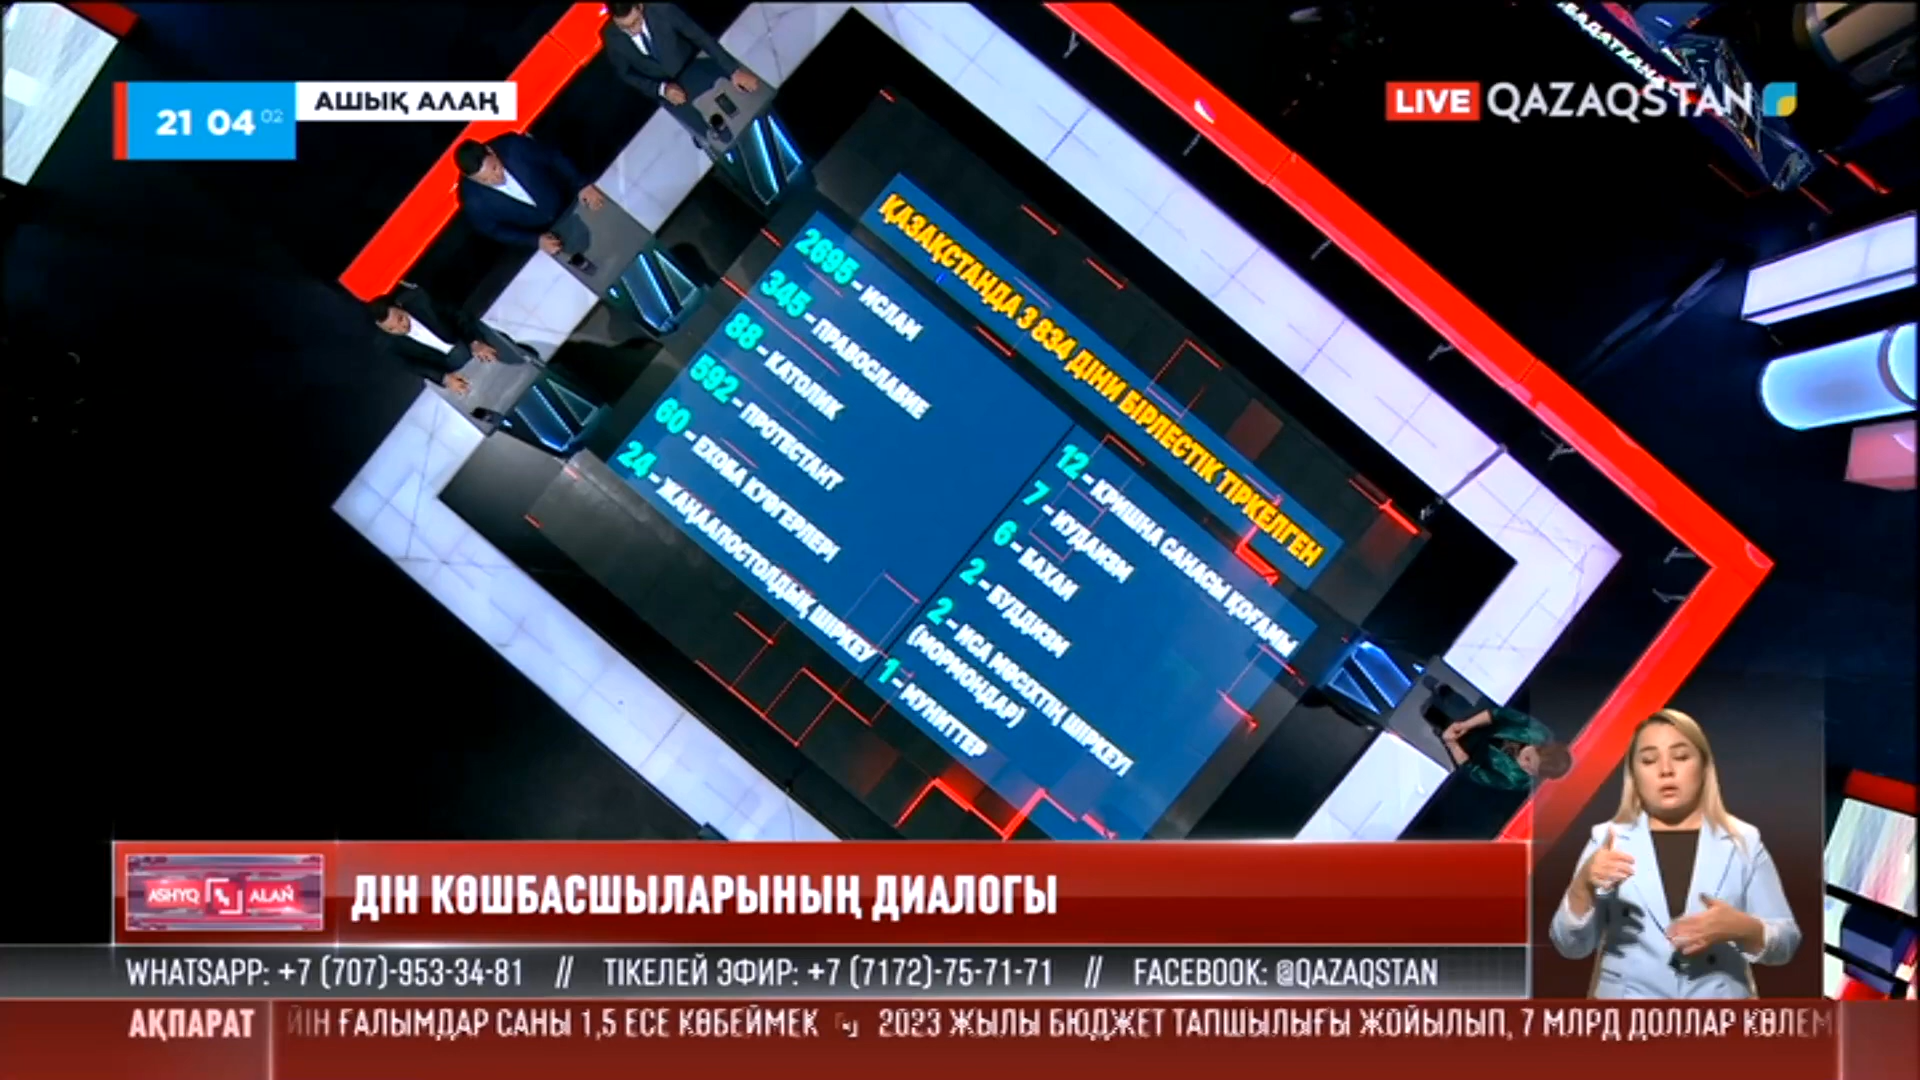 21 04 02
АШЫҚ АЛАҢ
LIVE QAZAQSTAN
ҚАЗАҚСТАНДА 3 834 ДІНИ БІРЛЕСТІК ТІРКЕЛГЕН
2695 – ИСЛАМ
345 – ПРАВОСЛАВИЕ
88 – КАТОЛИК
592 – ПРОТЕСТАНТ
60 – ЕХОБА КУӘГЕРЛЕРІ
24 – ЖАҢААПОСТОЛДЫҚ ШІРКЕУ
12 – КРИШНА САНАСЫ ҚОҒАМЫ
7 – ИУДАИЗМ
6 – БАХАИ
2 – БУДДИЗМ
2 – ИСА МӘСІХТІҢ ШІРКЕУІ
(МОРМОНДАР)
1 – МУНИТТЕР
ASHYQ ALAŃ
ДІН КӨШБАСШЫЛАРЫНЫҢ ДИАЛОГЫ
WHATSAPP: +7 (707)-953-34-81 // ТІКЕЛЕЙ ЭФИР: +7 (7172)-75-71-71 // FACEBOOK: @QAZAQSTAN
АҚПАРАТ
ЙІН ҒАЛЫМДАР САНЫ 1,5 ЕСЕ КӨБЕЙМЕК 2023 ЖЫЛЫ БЮДЖЕТ ТАПШЫЛЫҒЫ ЖОЙЫЛЫП, 7 МЛРД ДОЛЛАР КӨЛЕМ